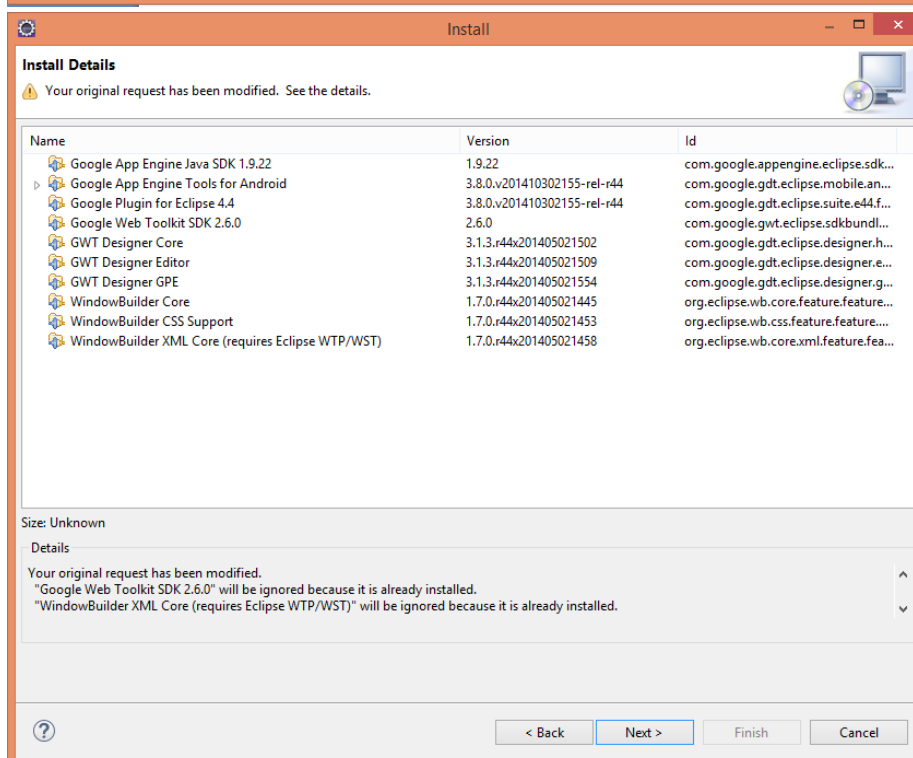 Install
Install Details
Your original request has been modified. See the details.
Name Version Id
Google App Engine Java SDK 1.9.22 1.9.22 com.google.appengine.eclipse.sdk...
Google App Engine Tools for Android 3.8.0.v201410302155-rel-r44 com.google.gdt.eclipse.mobile.an...
Google Plugin for Eclipse 4.4 3.8.0.v201410302155-rel-r44 com.google.gdt.eclipse.suite.e44.f...
Google Web Toolkit SDK 2.6.0 2.6.0 com.google.gwt.eclipse.sdkbundl...
GWT Designer Core 3.1.3.r44x201405021502 com.google.gdt.eclipse.designer.h...
GWT Designer Editor 3.1.3.r44x201405021509 com.google.gdt.eclipse.designer.e...
GWT Designer GPE 3.1.3.r44x201405021554 com.google.gdt.eclipse.designer.g...
WindowBuilder Core 1.7.0.r44x201405021445 org.eclipse.wb.core.feature.feature...
WindowBuilder CSS Support 1.7.0.r44x201405021453 org.eclipse.wb.css.feature.feature....
WindowBuilder XML Core (requires Eclipse WTP/WST) 1.7.0.r44x201405021458 org.eclipse.wb.core.xml.feature.fea...
Size: Unknown
Details
Your original request has been modified.
"Google Web Toolkit SDK 2.6.0" will be ignored because it is already installed.
"WindowBuilder XML Core (requires Eclipse WTP/WST)" will be ignored because it is already installed.
? < Back Next > Finish Cancel